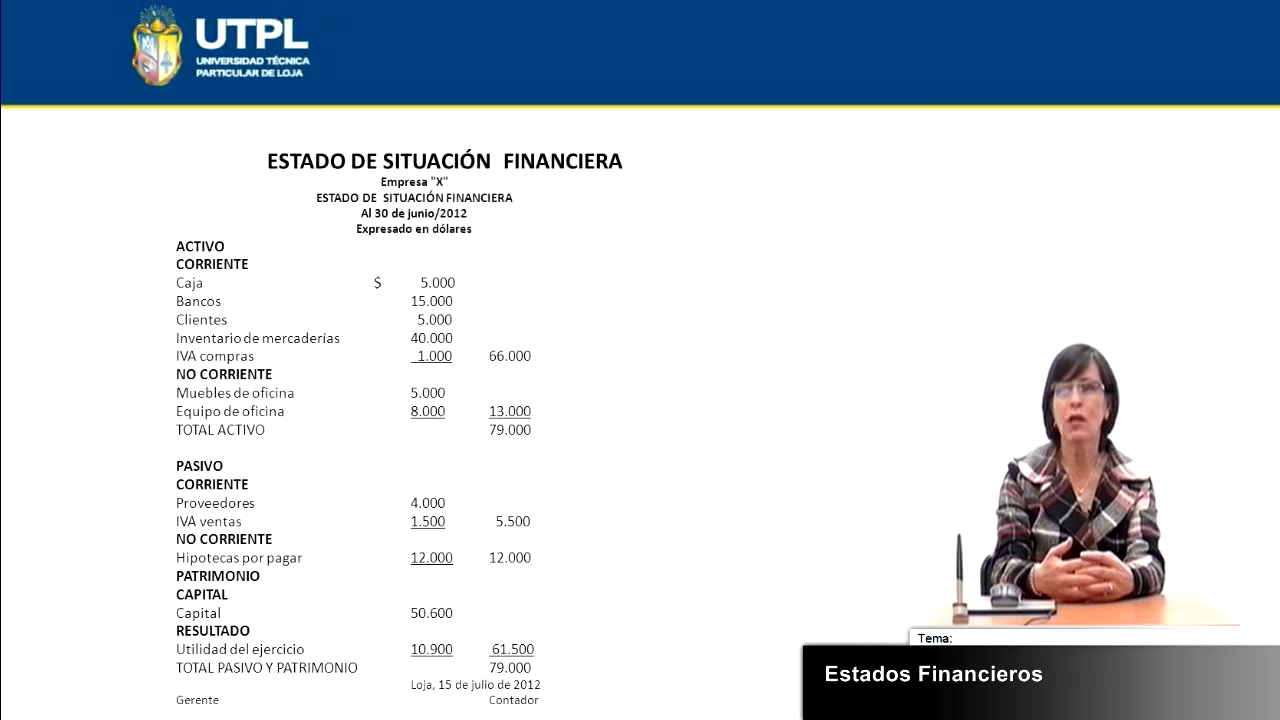 UTPL
UNIVERSIDAD TÉCNICA
PARTICULAR DE LOJA
ESTADO DE SITUACIÓN FINANCIERA
Empresa "X"
ESTADO DE SITUACIÓN FINANCIERA
Al 30 de junio/2012
Expresado en dólares
ACTIVO
CORRIENTE
Caja $ 5.000
Bancos 15.000
Clientes 5.000
Inventario de mercaderías 40.000
IVA compras 1.000 66.000
NO CORRIENTE
Muebles de oficina 5.000
Equipo de oficina 8.000 13.000
TOTAL ACTIVO 79.000
PASIVO
CORRIENTE
Proveedores 4.000
IVA ventas 1.500 5.500
NO CORRIENTE
Hipotecas por pagar 12.000 12.000
PATRIMONIO
CAPITAL
Capital 50.600
RESULTADO
Utilidad del ejercicio 10.900 61.500
TOTAL PASIVO Y PATRIMONIO 79.000
Loja, 15 de julio de 2012
Gerente Contador
Tema:
Estados Financieros